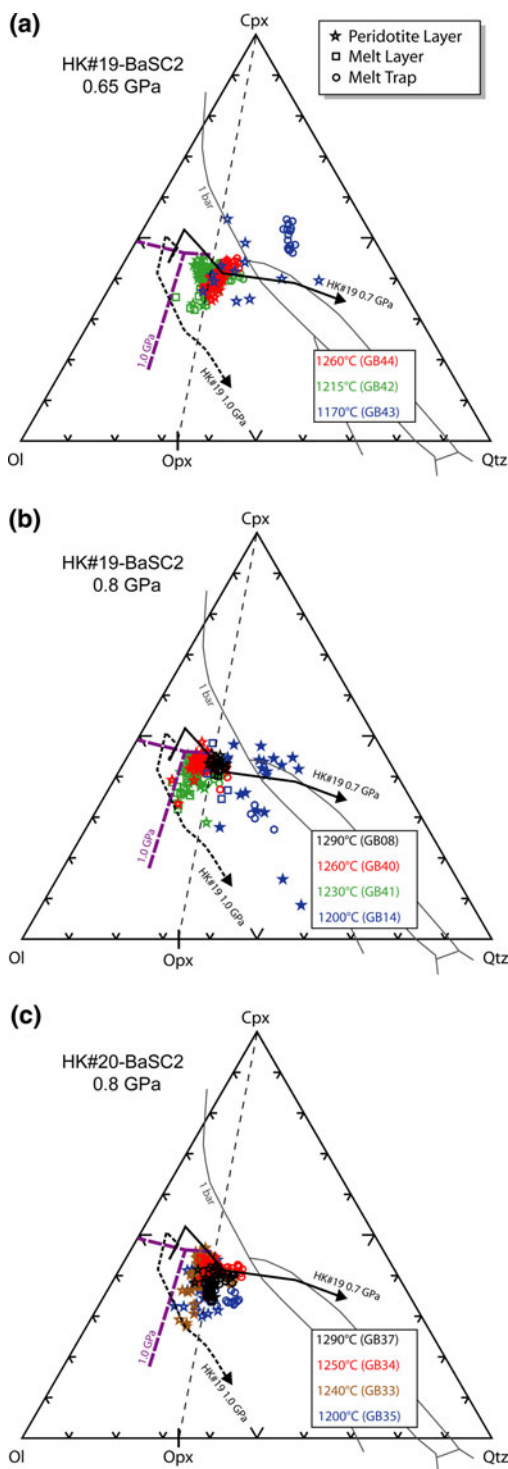 (a)
HK#19-BaSC2
0.65 GPa
Cpx
Peridotite Layer
Melt Layer
Melt Trap
1 bar
HK#19 0.7 GPa
1.0 GPa
HK#19 1.0 GPa
1260°C (GB44)
1215°C (GB42)
1170°C (GB43)
Ol
Opx
Qtz
(b)
HK#19-BaSC2
0.8 GPa
Cpx
1 bar
HK#19 0.7 GPa
1.0 GPa
HK#19 1.0 GPa
1290°C (GB08)
1260°C (GB40)
1230°C (GB41)
1200°C (GB14)
Ol
Opx
Qtz
(c)
HK#20-BaSC2
0.8 GPa
Cpx
1 bar
HK#19 0.7 GPa
1.0 GPa
HK#19 1.0 GPa
1290°C (GB37)
1250°C (GB34)
1240°C (GB33)
1200°C (GB35)
Ol
Opx
Qtz